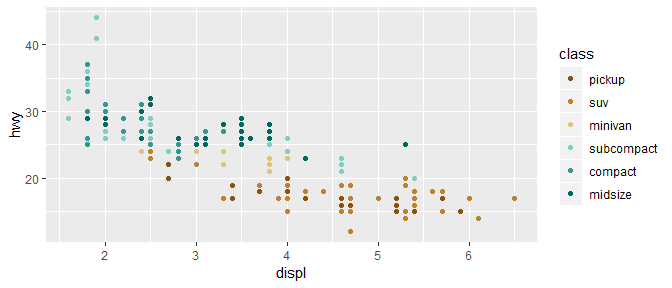 40
30
20
hwy
2
3
4
5
6
displ
class
pickup
suv
minivan
subcompact
compact
midsize